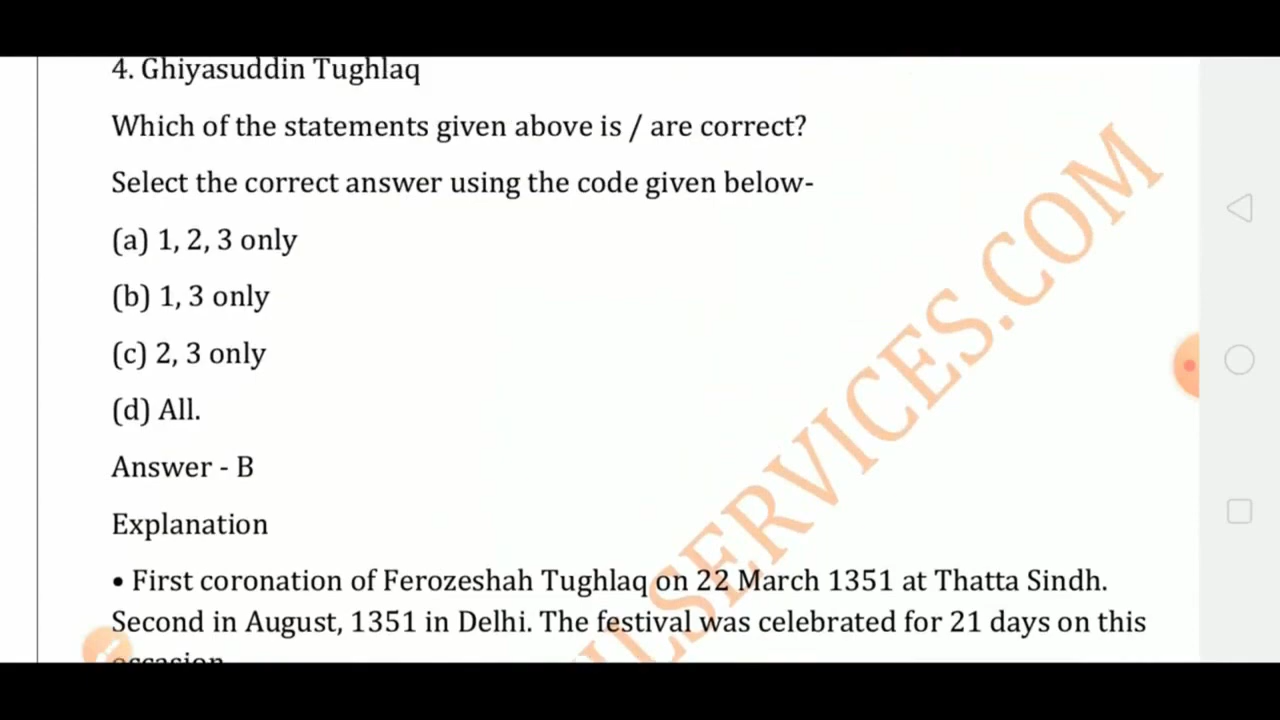 4. Ghiyasuddin Tughlaq
Which of the statements given above is / are correct?
Select the correct answer using the code given below-
(a) 1, 2, 3 only
(b) 1, 3 only
(c) 2, 3 only
(d) All.
Answer - B
Explanation
• First coronation of Ferozeshah Tughlaq on 22 March 1351 at Thatta Sindh.
Second in August, 1351 in Delhi. The festival was celebrated for 21 days on this
occasion
ILSERVICES.COM